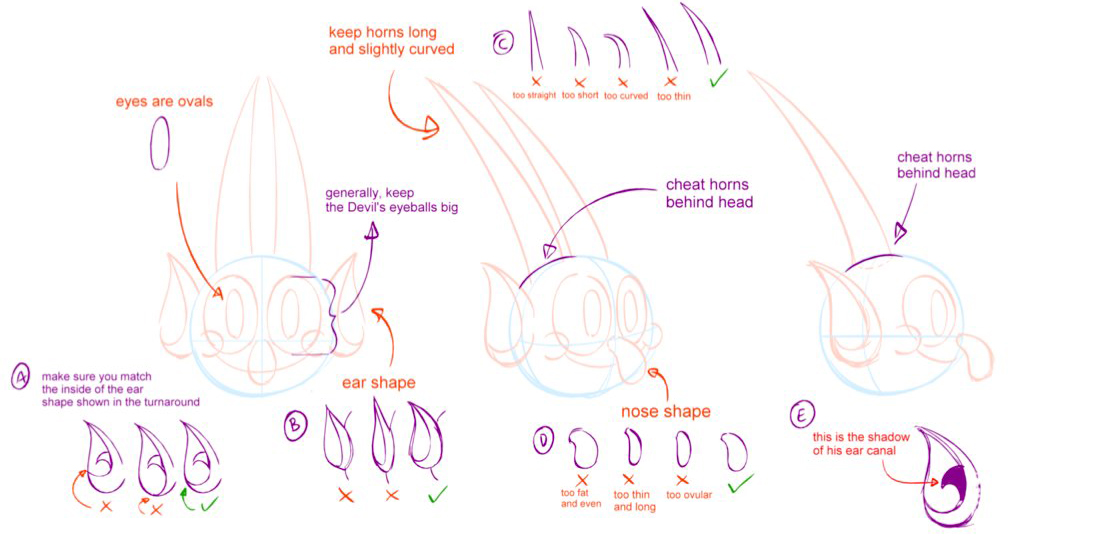 keep horns long
and slightly curved
C
too straight
too short
too curved
too thin
eyes are ovals
generally, keep
the Devil's eyeballs big
cheat horns
behind head
cheat horns
behind head
A
make sure you match
the inside of the ear
shape shown in the turnaround
ear shape
B
nose shape
D
too fat
and even
too thin
and long
too ovular
E
this is the shadow
of his ear canal